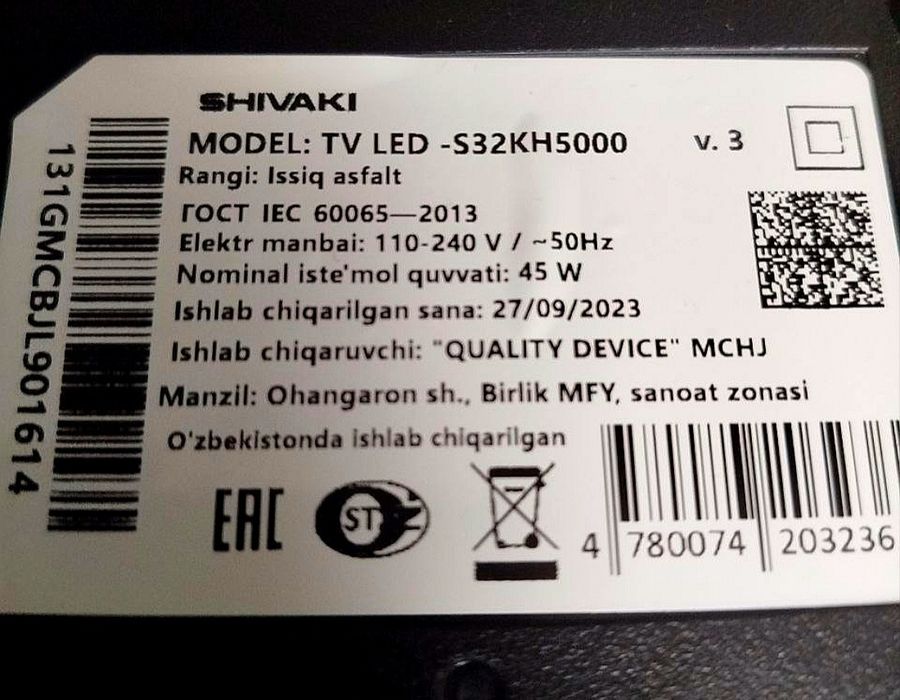 SHIVAKI
MODEL: TV LED -S32KH5000 v. 3
Rangi: Issiq asfalt
ГОСТ IEC 60065—2013
Elektr manbai: 110-240 V / ~50Hz
Nominal iste'mol quvvati: 45 W
Ishlab chiqarilgan sana: 27/09/2023
Ishlab chiqaruvchi: "QUALITY DEVICE" MCHJ
Manzil: Ohangaron sh., Birlik MFY, sanoat zonasi
O'zbekistonda ishlab chiqarilgan
131GMCBJL901614
EAC
ST
4 780074 203236